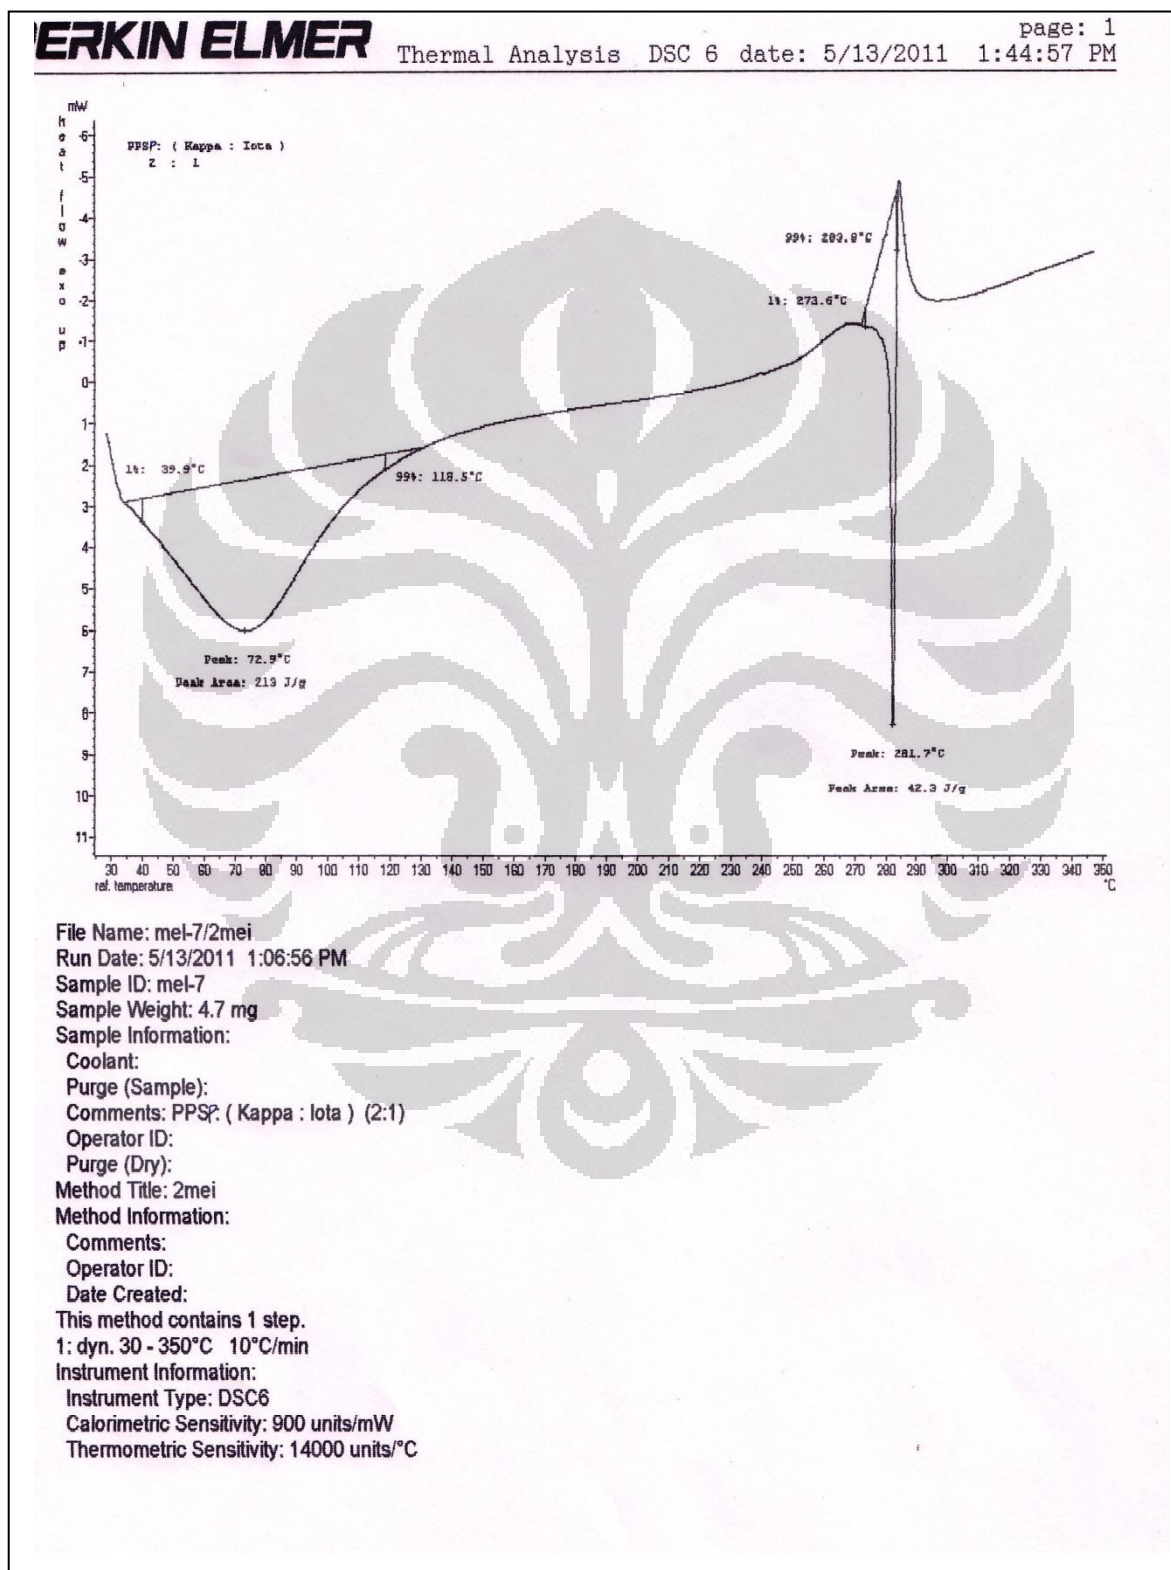 ERKIN ELMER Thermal Analysis DSC 6 date: 5/13/2011 page: 1 1:44:57 PM
mW
heat flow exo up
PPSP: ( Kappa : Iota )
2 : 1
-6
-5
-4
-3
-2
-1
0
1
2
3
4
5
6
7
8
9
10
11
99%: 283.8°C
1%: 273.6°C
1%: 39.9°C
99%: 118.5°C
Peak: 72.9°C
Peak Area: 213 J/g
Peak: 281.7°C
Peak Area: 42.3 J/g
30 40 50 60 70 80 90 100 110 120 130 140 150 160 170 180 190 200 210 220 230 240 250 260 270 280 290 300 310 320 330 340 350
ref. temperature °C
File Name: mel-7/2mei
Run Date: 5/13/2011 1:06:56 PM
Sample ID: mel-7
Sample Weight: 4.7 mg
Sample Information:
Coolant:
Purge (Sample):
Comments: PPSP: ( Kappa : Iota ) (2:1)
Operator ID:
Purge (Dry):
Method Title: 2mei
Method Information:
Comments:
Operator ID:
Date Created:
This method contains 1 step.
1: dyn. 30 - 350°C 10°C/min
Instrument Information:
Instrument Type: DSC6
Calorimetric Sensitivity: 900 units/mW
Thermometric Sensitivity: 14000 units/°C